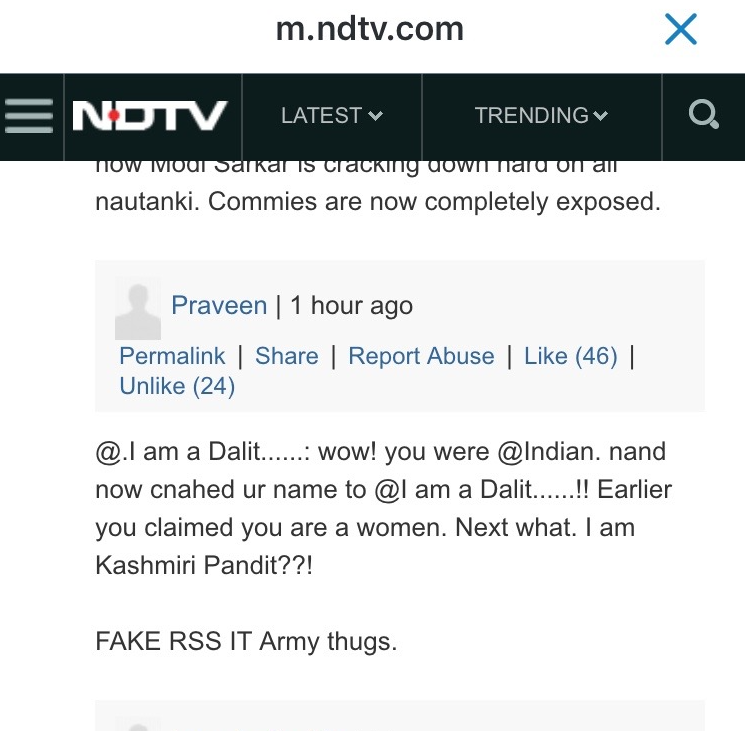 m.ndtv.com
NDTV
LATEST
TRENDING
how Modi Sarkar is cracking down hard on all
nautanki. Commies are now completely exposed.
Praveen | 1 hour ago
Permalink | Share | Report Abuse | Like (46) |
Unlike (24)
@.I am a Dalit......: wow! you were @Indian. nand
now cnahed ur name to @I am a Dalit......!! Earlier
you claimed you are a women. Next what. I am
Kashmiri Pandit??!
FAKE RSS IT Army thugs.